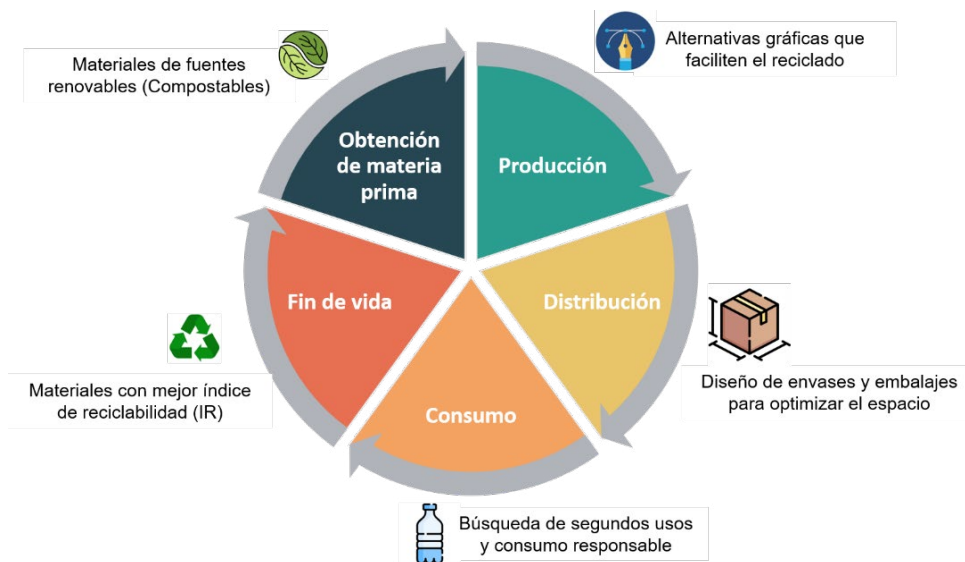 Materiales de fuentes
renovables (Compostables)
Alternativas gráficas que
faciliten el reciclado
Obtención
de materia
prima
Producción
Fin de vida
Distribución
Consumo
Materiales con mejor índice
de reciclabilidad (IR)
Diseño de envases y embalajes
para optimizar el espacio
Búsqueda de segundos usos
y consumo responsable